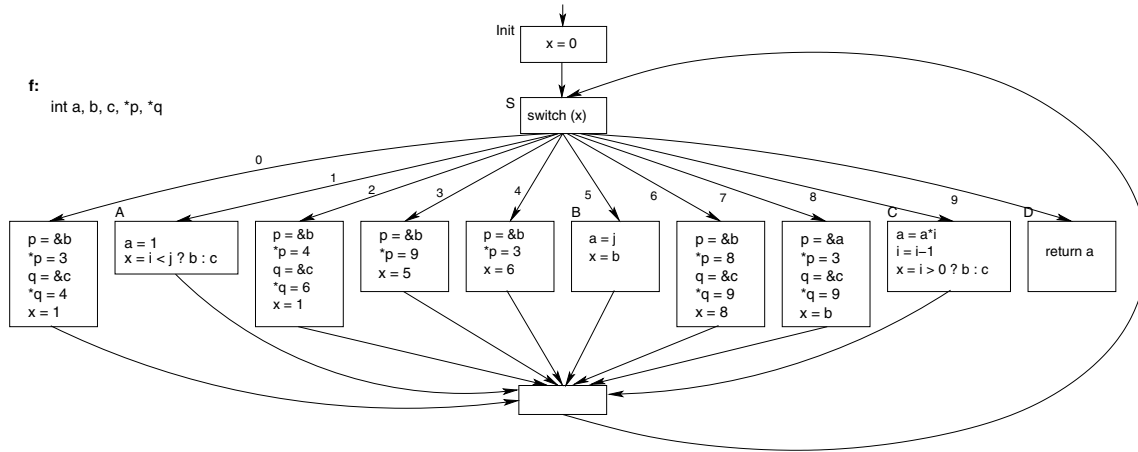 Init
x = 0
f:
int a, b, c, *p, *q
S
switch (x)
0
1
2
3
4
5
6
7
8
9
p = &b
*p = 3
q = &c
*q = 4
x = 1
A
a = 1
x = i < j ? b : c
p = &b
*p = 4
q = &c
*q = 6
x = 1
p = &b
*p = 9
x = 5
p = &b
*p = 3
x = 6
B
a = j
x = b
p = &b
*p = 8
q = &c
*q = 9
x = 8
p = &a
*p = 3
q = &c
*q = 9
x = b
C
a = a*i
i = i–1
x = i > 0 ? b : c
D
return a